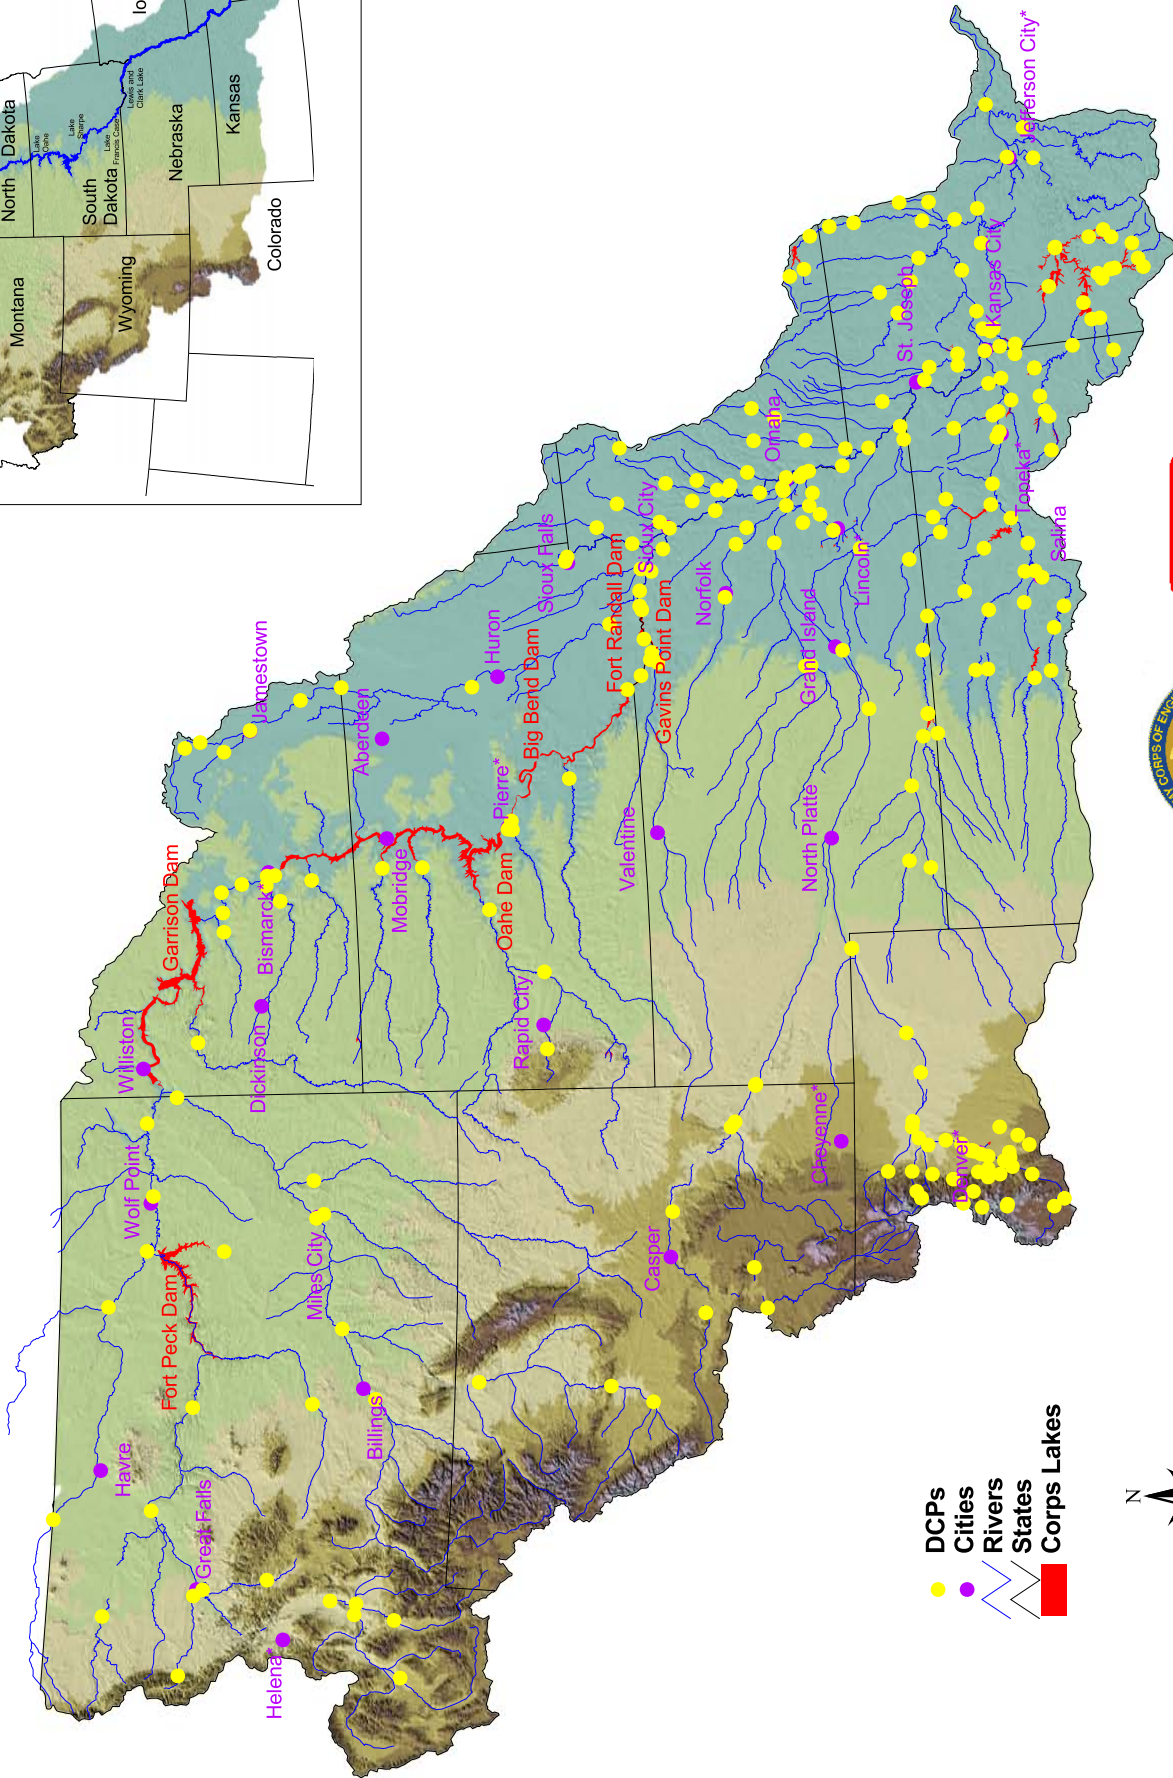 Montana
North Dakota
South
Dakota
Wyoming
Nebraska
Kansas
Colorado
Io
Lake
Oahe
Lake
Sharpe
Lake
Francis Case
Lewis and
Clark Lake
Havre
Great Falls
Helena*
Fort Peck Dam
Wolf Point
Williston
Garrison Dam
Miles City
Billings
Dickinson
Bismarck*
Jamestown
Mobridge
Aberdeen
Oahe Dam
Pierre*
Huron
Rapid City
Big Bend Dam
Sioux Falls
Fort Randall Dam
Gavins Point Dam
Sioux City
Valentine
Norfolk
Casper
Cheyenne*
North Platte
Grand Island
Lincoln*
Omaha
Denver*
St. Joseph
Kansas City
Topeka*
Salina
Jefferson City*
DCPs
Cities
Rivers
States
Corps Lakes
N
CORPS OF ENG